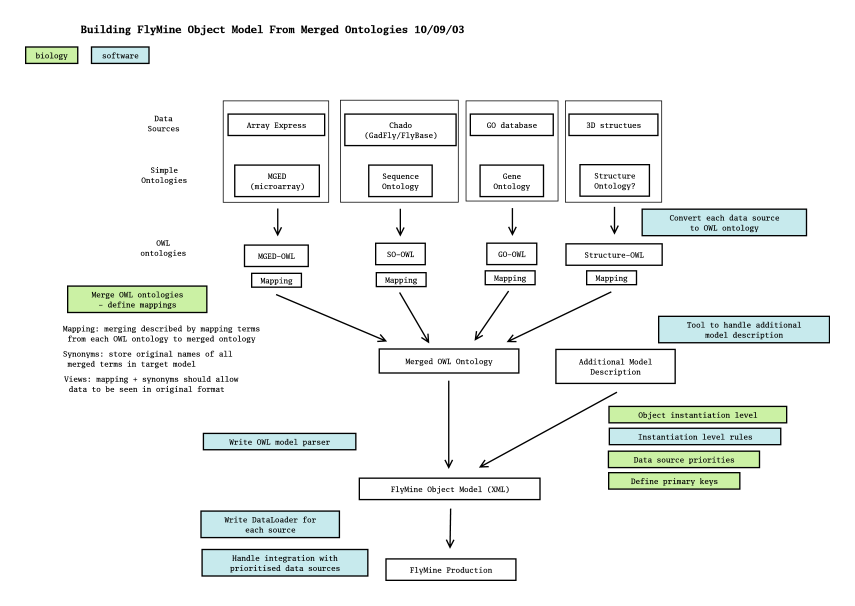 Building FlyMine Object Model From Merged Ontologies 10/09/03
biology
software
Data
Sources
Array Express
Chado
(GadFly/FlyBase)
GO database
3D structues
Simple
Ontologies
MGED
(microarray)
Sequence
Ontology
Gene
Ontology
Structure
Ontology?
Convert each data source
to OWL ontology
OWL
ontologies
MGED-OWL
SO-OWL
GO-OWL
Structure-OWL
Mapping
Mapping
Mapping
Mapping
Merge OWL ontologies
- define mappings
Mapping: merging described by mapping terms
from each OWL ontology to merged ontology
Synonyms: store original names of all
merged terms in target model
Views: mapping + synonyms should allow
data to be seen in original format
Tool to handle additional
model description
Merged OWL Ontology
Additional Model
Description
Object instantiation level
Instantiation level rules
Data source priorities
Define primary keys
Write OWL model parser
FlyMine Object Model (XML)
Write DataLoader for
each source
Handle integration with
prioritised data sources
FlyMine Production